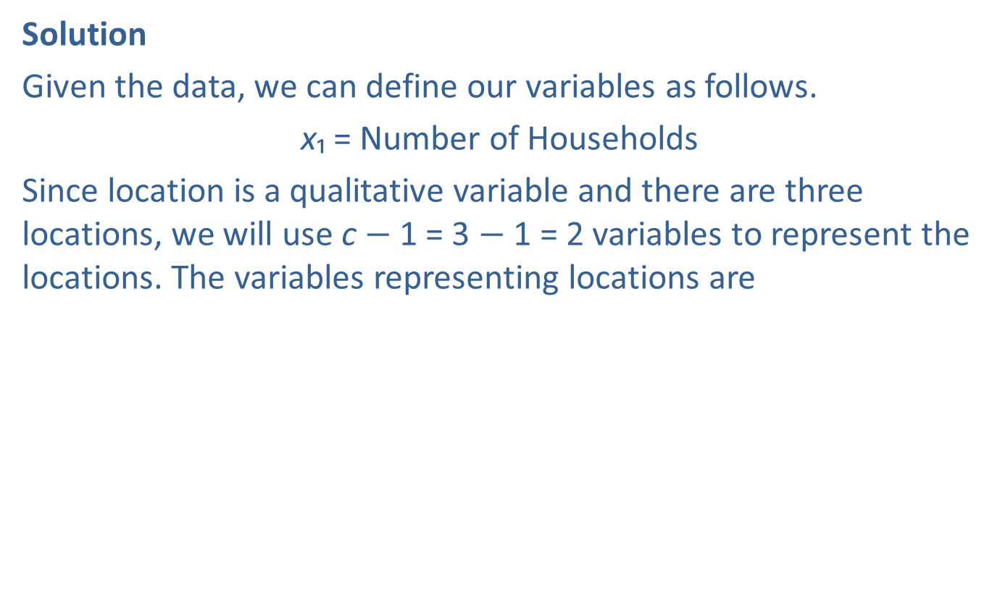 Solution
Given the data, we can define our variables as follows.
x₁ = Number of Households
Since location is a qualitative variable and there are three
locations, we will use c − 1 = 3 − 1 = 2 variables to represent the
locations. The variables representing locations are